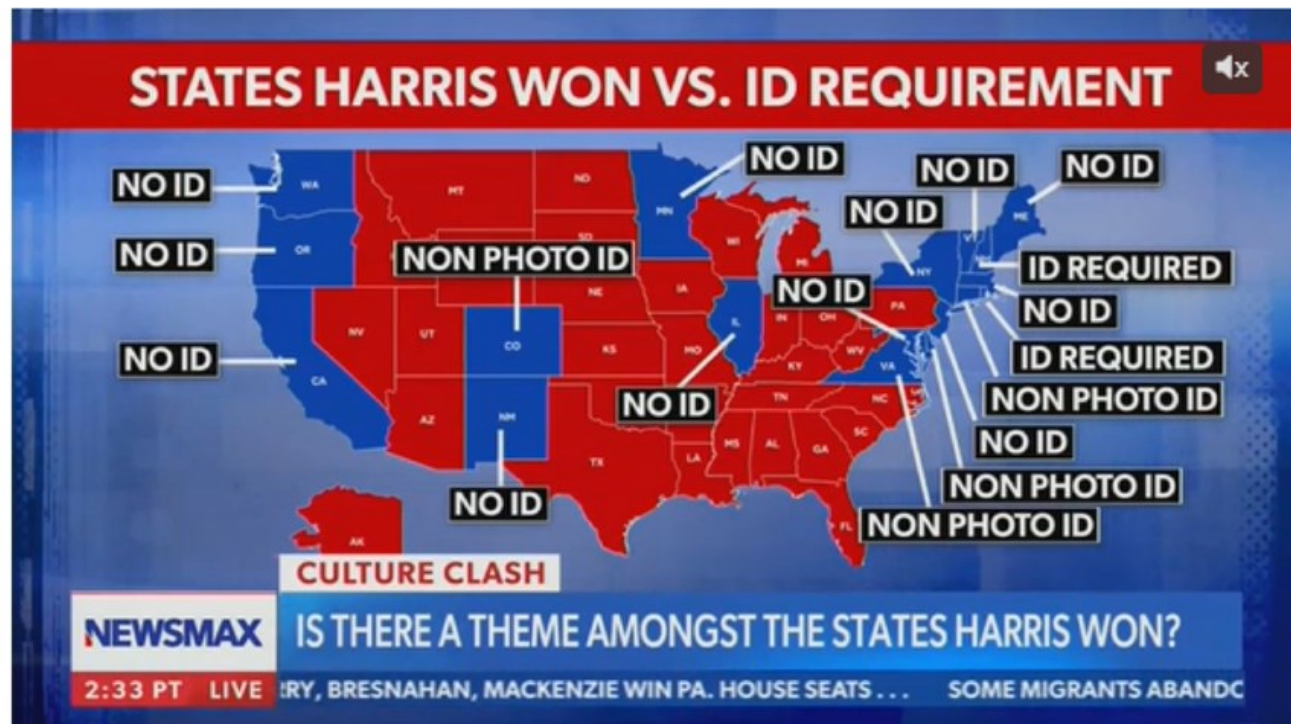 STATES HARRIS WON VS. ID REQUIREMENT
NO ID
NO ID
NO ID
NO ID
NO ID
WA
MT
ND
MN
ME
NO ID
OR
NON PHOTO ID
SD
WI
MI
NY
ID REQUIRED
NO ID
NO ID
ID REQUIRED
NON PHOTO ID
NO ID
NON PHOTO ID
NON PHOTO ID
NO ID
NV
UT
CO
NE
IA
IL
IN
OH
PA
WV
VA
CA
KS
MO
KY
NO ID
AZ
NM
TN
NC
SC
MS
AL
GA
LA
TX
FL
NO ID
AK
CULTURE CLASH
NEWSMAX
IS THERE A THEME AMONGST THE STATES HARRIS WON?
2:33 PT LIVE
RRY, BRESNAHAN, MACKENZIE WIN PA. HOUSE SEATS . . . SOME MIGRANTS ABANDC